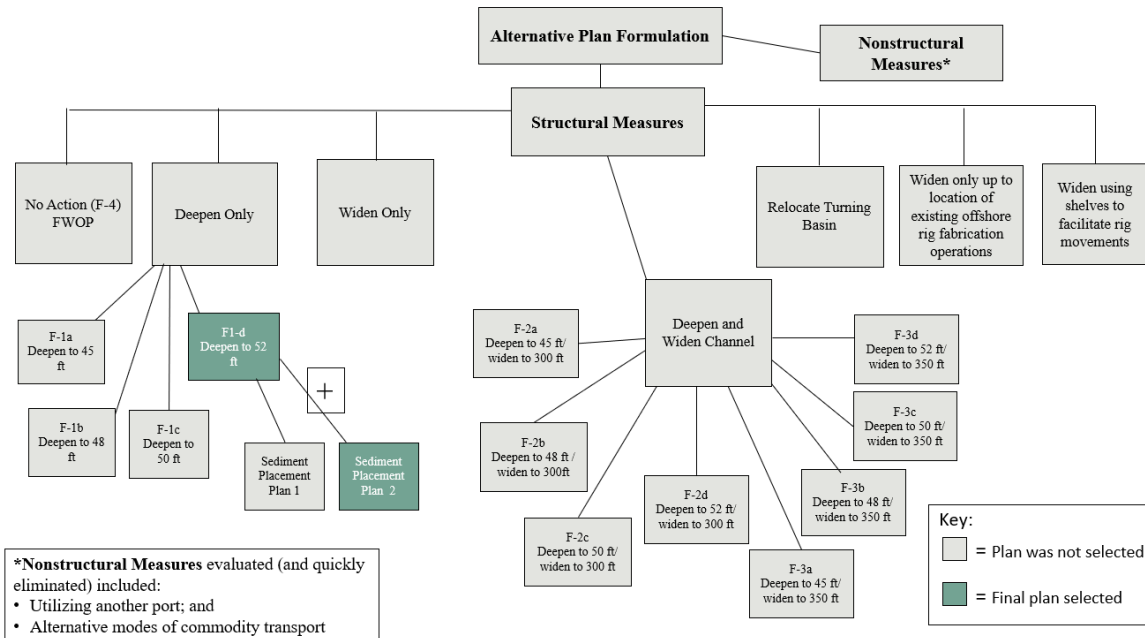 Alternative Plan Formulation
Nonstructural
Measures*
Structural Measures
No Action (F-4)
FWOP
Deepen Only
Widen Only
Relocate Turning
Basin
Widen only up to
location of
existing offshore
rig fabrication
operations
Widen using
shelves to
facilitate rig
movements
F-1a
Deepen to 45
ft
F1-d
Deepen to 52
ft
F-1b
Deepen to 48
ft
F-1c
Deepen to
50 ft
+
Sediment
Placement
Plan 1
Sediment
Placement
Plan 2
Deepen and
Widen Channel
F-2a
Deepen to 45 ft/
widen to 300 ft
F-2b
Deepen to 48 ft /
widen to 300ft
F-2c
Deepen to 50 ft/
widen to 300 ft
F-2d
Deepen to 52 ft/
widen to 300 ft
F-3a
Deepen to 45 ft/
widen to 350 ft
F-3b
Deepen to 48 ft/
widen to 350 ft
F-3c
Deepen to 50 ft/
widen to 350 ft
F-3d
Deepen to 52 ft/
widen to 350 ft
Key:
= Plan was not selected
= Final plan selected
*Nonstructural Measures evaluated (and quickly
eliminated) included:
• Utilizing another port; and
• Alternative modes of commodity transport